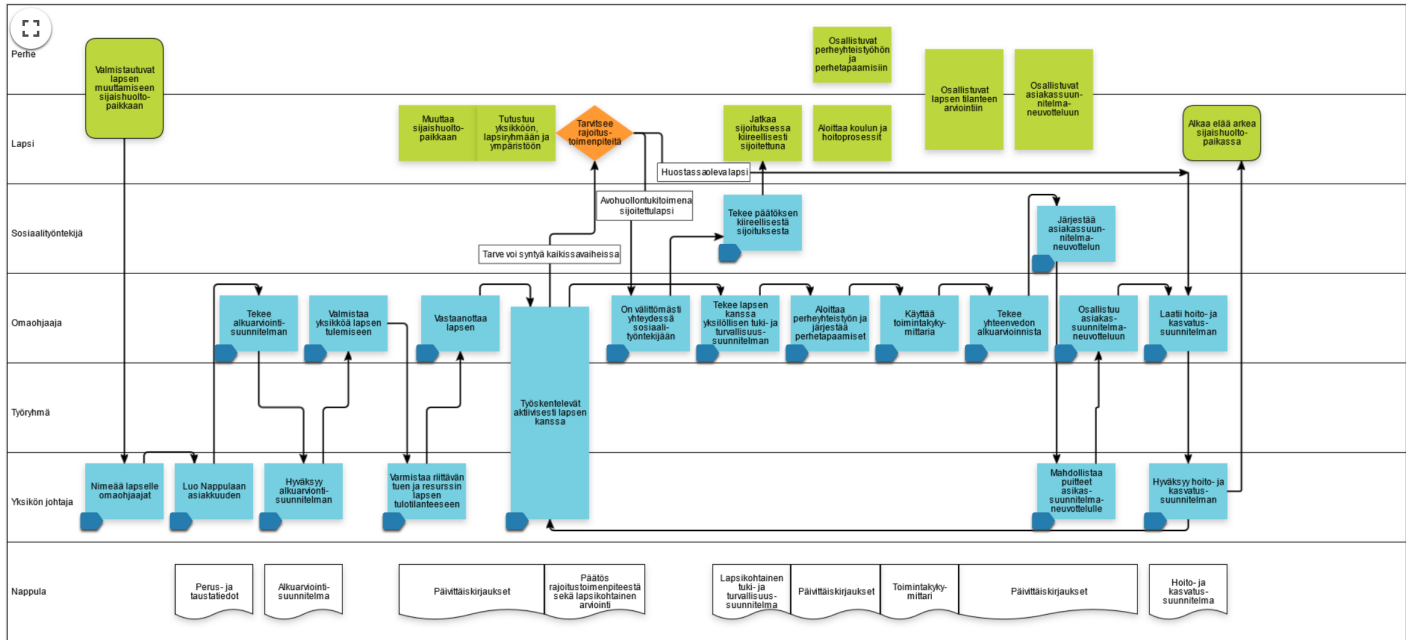 Perhe
Valmistautuvat
lapsen
muuttamiseen
sijaishuolto-
paikkaan
Osallistuvat
perheyhteistyöhön
ja
perhetapaamisiin
Osallistuvat
lapsen tilanteen
arviointiin
Osallistuvat
asiakassuun-
nitelma-
neuvotteluun
Lapsi
Muuttaa
sijaishuolto-
paikkaan
Tutustuu
yksikköön,
lapsiryhmään ja
ympäristöön
Tarvitsee
rajoitus-
toimenpiteitä
Jatkaa
sijoituksessa
kiireellisesti
sijoitettuna
Aloittaa koulun ja
hoitoprosessit
Alkaa elää arkea
sijaishuolto-
paikassa
Huostassaoleva lapsi
Avohuollontukitoimena
sijoitettulapsi
Tarve voi syntyä kaikissavaiheissa
Sosiaalityöntekijä
Tekee päätöksen
kiireellisestä
sijoituksesta
Järjestää
asiakassuun-
nitelma-
neuvottelun
Omaohjaaja
Tekee
alkuarviointi-
suunnitelman
Valmistaa
yksikköä lapsen
tulemiseen
Vastaanottaa
lapsen
On välittömästi
yhteydessä
sosiaali-
työntekijään
Tekee lapsen
kanssa
yksilöllisen tuki- ja
turvallisuus-
suunnitelman
Aloittaa
perheyhteistyön ja
järjestää
perhetapaamiset
Käyttää
toimintakyky-
mittaria
Tekee
yhteenvedon
alkuarvioinnista
Osallistuu
asiakas-
suunnitelma-
neuvotteluun
Laatii hoito- ja
kasvatus-
suunnitelman
Työryhmä
Työskentelevät
aktiivisesti lapsen
kanssa
Yksikön johtaja
Nimeää lapselle
omaohjaajat
Luo Nappulaan
asiakkuuden
Hyväksyy
alkuarvionti-
suunnitelman
Varmistaa riittävän
tuen ja resurssin
lapsen
tulotilanteeseen
Mahdollistaa
puitteet
asikas-
suunnitelma-
neuvottelulle
Hyväksyy hoito- ja
kasvatus-
suunnitelman
Nappula
Perus- ja
taustatiedot
Alkuarviointi-
suunnitelma
Päivittäiskirjaukset
Päätös
rajoitustoimenpiteestä
sekä lapsikohtainen
arviointi
Lapsikohtainen
tuki- ja
turvallisuus-
suunnitelma
Päivittäiskirjaukset
Toimintakyky-
mittari
Päivittäiskirjaukset
Hoito- ja
kasvatus-
suunnitelma